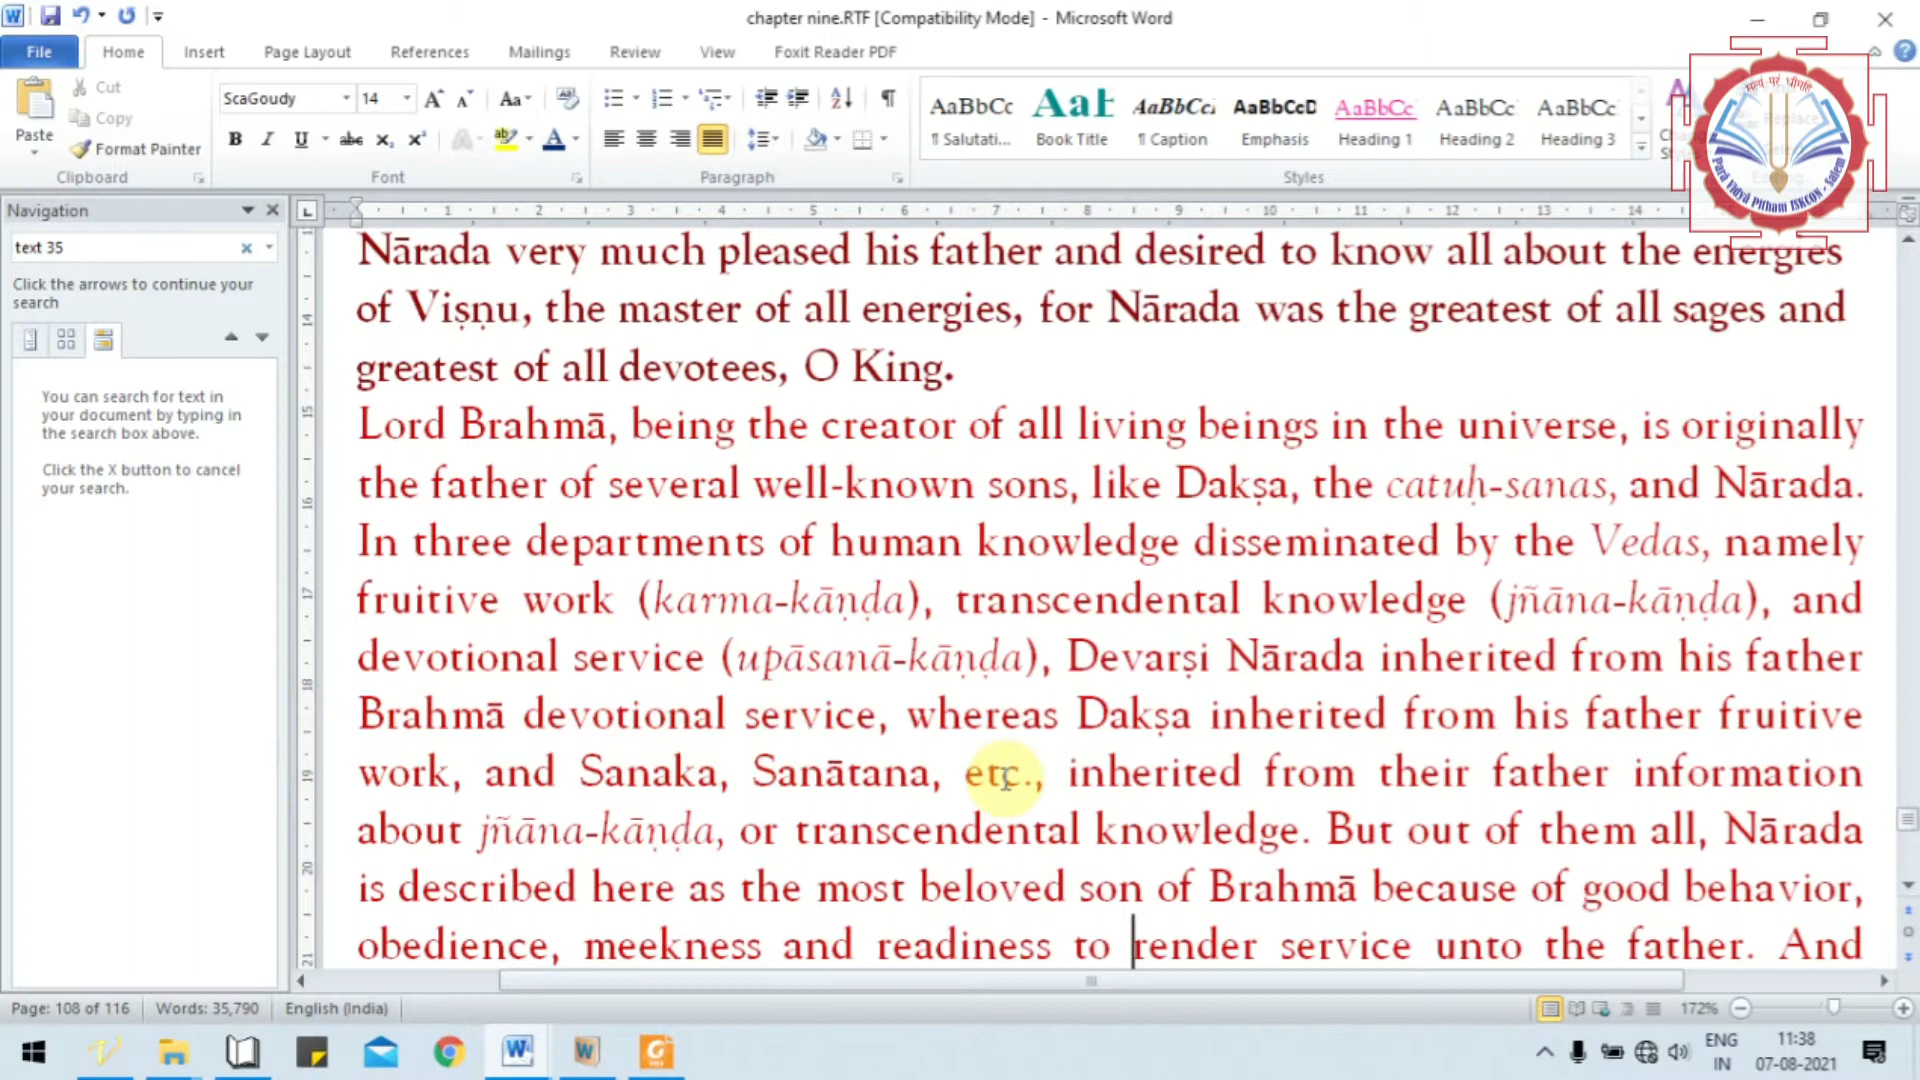 chapter nine.RTF [Compatibility Mode] - Microsoft Word
File Home Insert Page Layout References Mailings Review View Foxit Reader PDF
Paste
Cut
Copy
Format Painter
Clipboard
ScaGoudy 14
Font
Paragraph
AaBbCc AaB AaBbCc AaBbCcD AaBbCc AaBbCc AaBbCc
¶ Salutati... Book Title ¶ Caption Emphasis Heading 1 Heading 2 Heading 3
Styles
Para Vidya Pitham ISKCON - Salem
Navigation
text 35
Click the arrows to continue your
search
You can search for text in
your document by typing in
the search box above.
Click the X button to cancel
your search.
Nārada very much pleased his father and desired to know all about the energies
of Viṣṇu, the master of all energies, for Nārada was the greatest of all sages and
greatest of all devotees, O King.
Lord Brahmā, being the creator of all living beings in the universe, is originally
the father of several well-known sons, like Dakṣa, the catuḥ-sanas, and Nārada.
In three departments of human knowledge disseminated by the Vedas, namely
fruitive work (karma-kāṇḍa), transcendental knowledge (jñāna-kāṇḍa), and
devotional service (upāsanā-kāṇḍa), Devarṣi Nārada inherited from his father
Brahmā devotional service, whereas Dakṣa inherited from his father fruitive
work, and Sanaka, Sanātana, etc., inherited from their father information
about jñāna-kāṇḍa, or transcendental knowledge. But out of them all, Nārada
is described here as the most beloved son of Brahmā because of good behavior,
obedience, meekness and readiness to render service unto the father. And
Page: 108 of 116 Words: 35,790 English (India) 172%
ENG
IN
11:38
07-08-2021